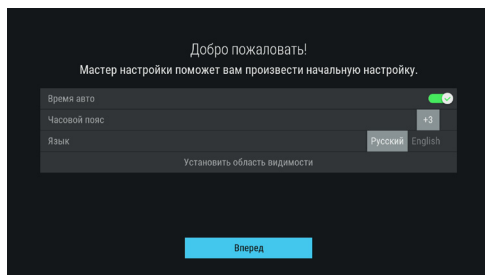 Добро пожаловать!
Мастер настройки поможет вам произвести начальную настройку.
Время авто
Часовой пояс +3
Язык Русский English
Установить область видимости
Вперед